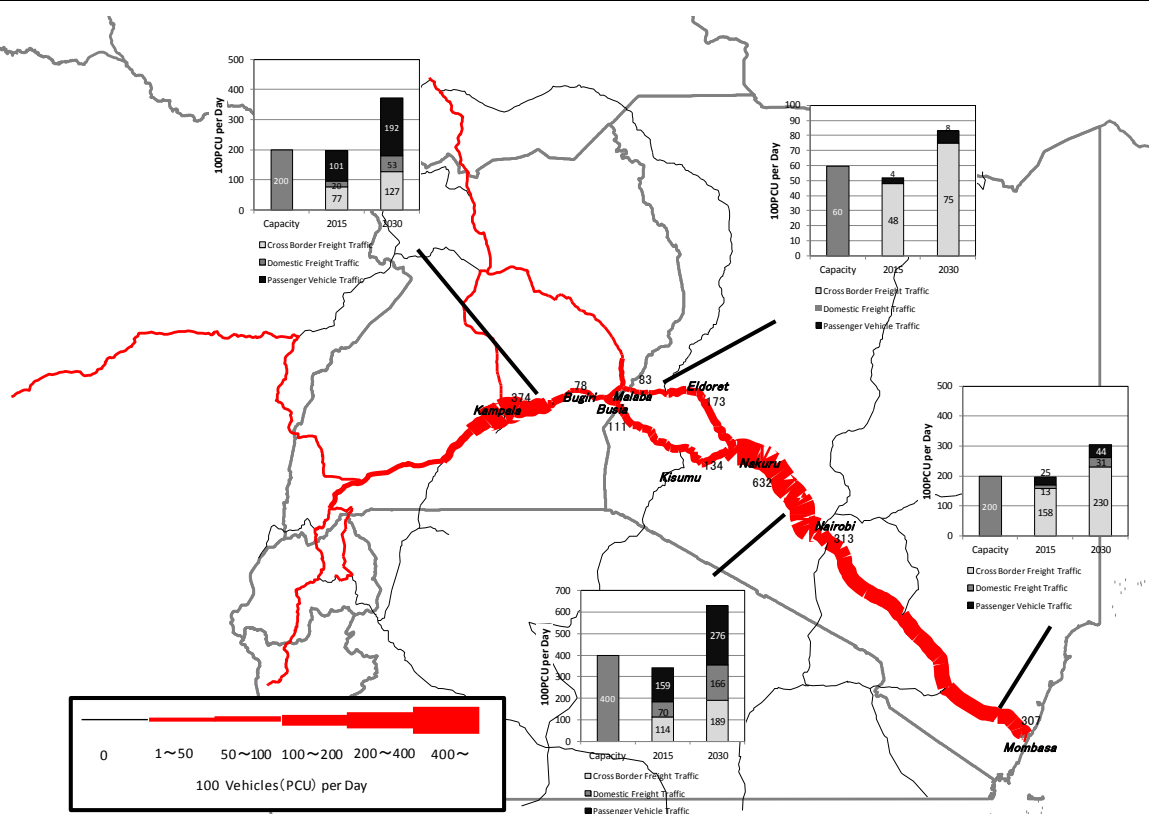 500
400
300
200
100
0
100PCU per Day
200
101
20
77
192
53
127
Capacity 2015 2030
Cross Border Freight Traffic
Domestic Freight Traffic
Passenger Vehicle Traffic
100
90
80
70
60
50
40
30
20
10
0
100PCU per Day
60
4
48
8
75
Capacity 2015 2030
Cross Border Freight Traffic
Domestic Freight Traffic
Passenger Vehicle Traffic
500
400
300
200
100
0
100PCU per Day
200
25
13
158
44
31
230
Capacity 2015 2030
Cross Border Freight Traffic
Domestic Freight Traffic
Passenger Vehicle Traffic
374
Kampala
78
Bugiri
Busia
111
Malaba
83
Eldoret
173
Kisumu
134
Nakuru
632
Nairobi
313
307
Mombasa
700
600
500
400
300
200
100
0
100PCU per Day
400
159
70
114
276
166
189
Capacity 2015 2030
Cross Border Freight Traffic
Domestic Freight Traffic
Passenger Vehicle Traffic
0 1～50 50～100 100～200 200～400 400～
100 Vehicles(PCU) per Day